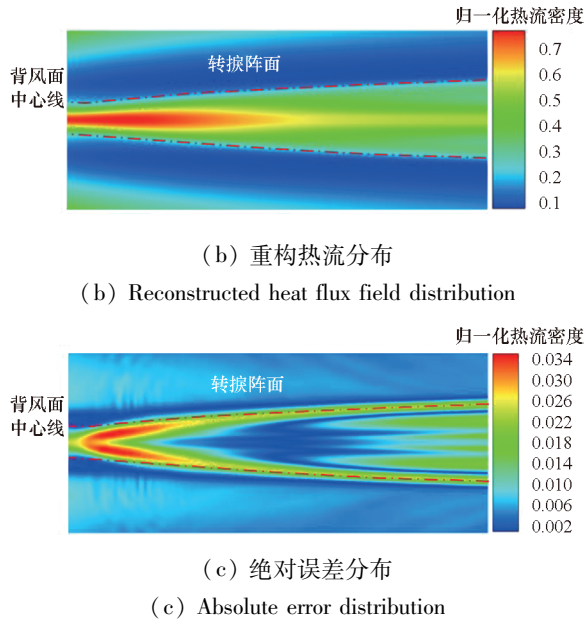 归一化热流密度
背风面
中心线
转捩阵面
0.7
0.6
0.5
0.4
0.3
0.2
0.1
(b) 重构热流分布
(b) Reconstructed heat flux field distribution
归一化热流密度
背风面
中心线
转捩阵面
0.034
0.030
0.026
0.022
0.018
0.014
0.010
0.006
0.002
(c) 绝对误差分布
(c) Absolute error distribution